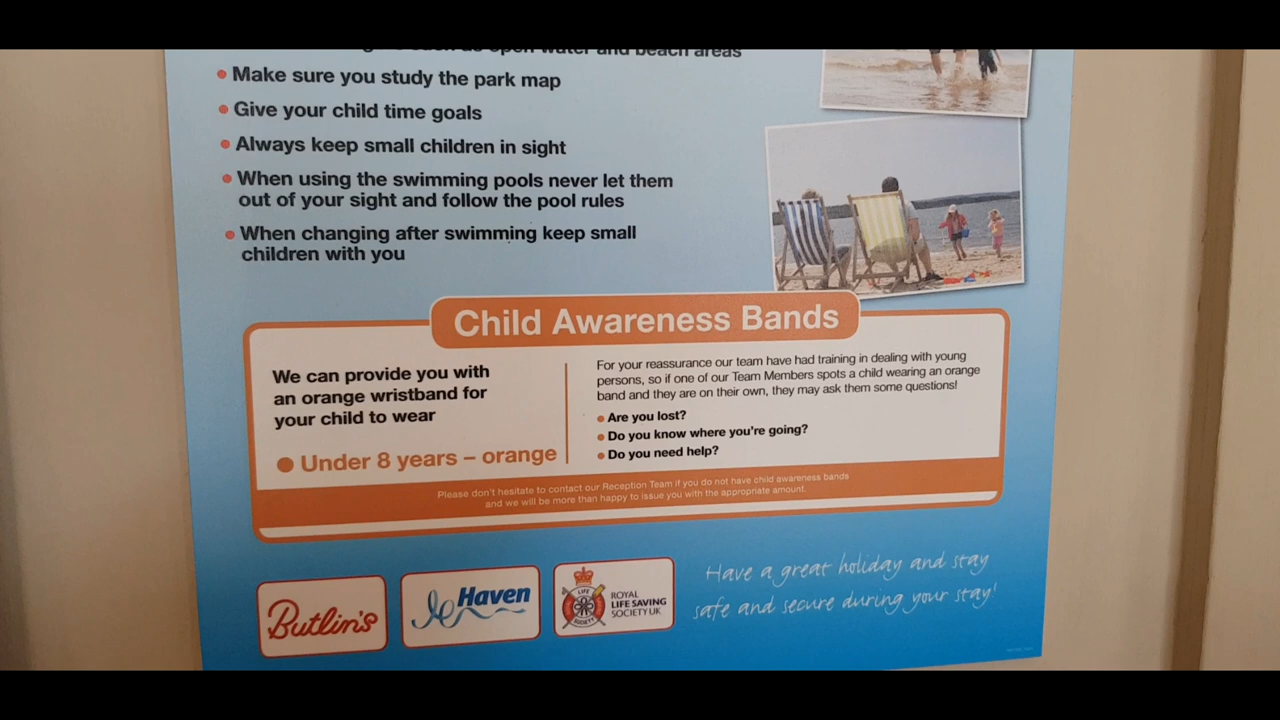 open water and beach areas
Make sure you study the park map
Give your child time goals
Always keep small children in sight
When using the swimming pools never let them
out of your sight and follow the pool rules
When changing after swimming keep small
children with you
Child Awareness Bands
We can provide you with
an orange wristband for
your child to wear
Under 8 years – orange
For your reassurance our team have had training in dealing with young
persons, so if one of our Team Members spots a child wearing an orange
band and they are on their own, they may ask them some questions!
Are you lost?
Do you know where you're going?
Do you need help?
Please don't hesitate to contact our Reception Team if you do not have child awareness bands
and we will be more than happy to issue you with the appropriate amount.
Butlin's
Haven
LIFE
SOCIETY
ROYAL
LIFE SAVING
SOCIETY UK
Have a great holiday and stay
safe and secure during your stay!